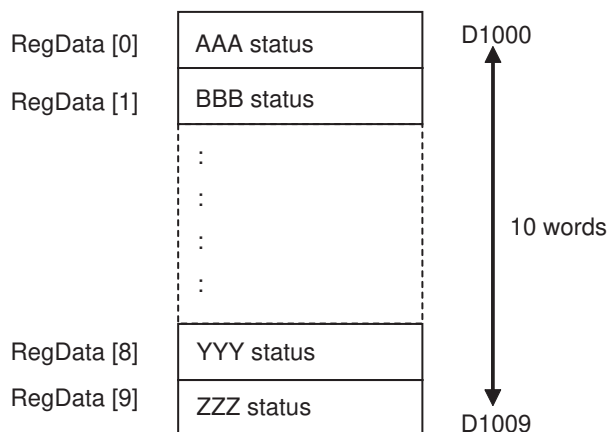 RegData [0] AAA status D1000
RegData [1] BBB status
:
:
10 words
:
:
RegData [8] YYY status
RegData [9] ZZZ status
D1009